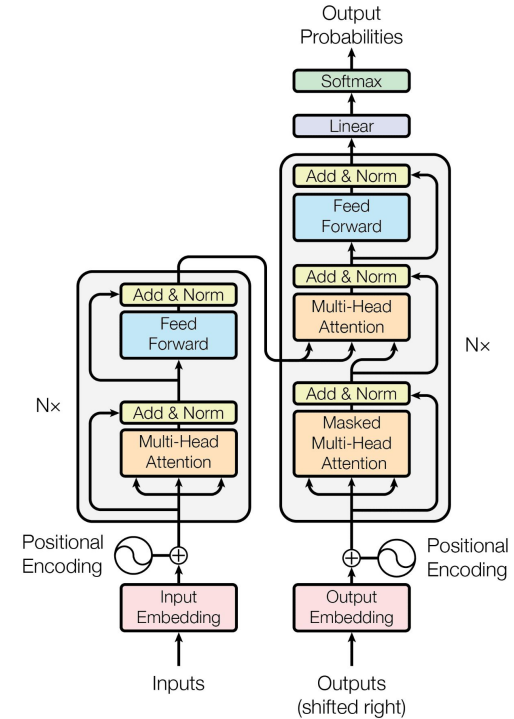 Output
Probabilities
Softmax
Linear
Add & Norm
Feed
Forward
Add & Norm
Multi-Head
Attention
Nx
Add & Norm
Masked
Multi-Head
Attention
Add & Norm
Feed
Forward
Nx
Add & Norm
Multi-Head
Attention
Positional
Encoding
Positional
Encoding
Input
Embedding
Output
Embedding
Inputs
Outputs
(shifted right)